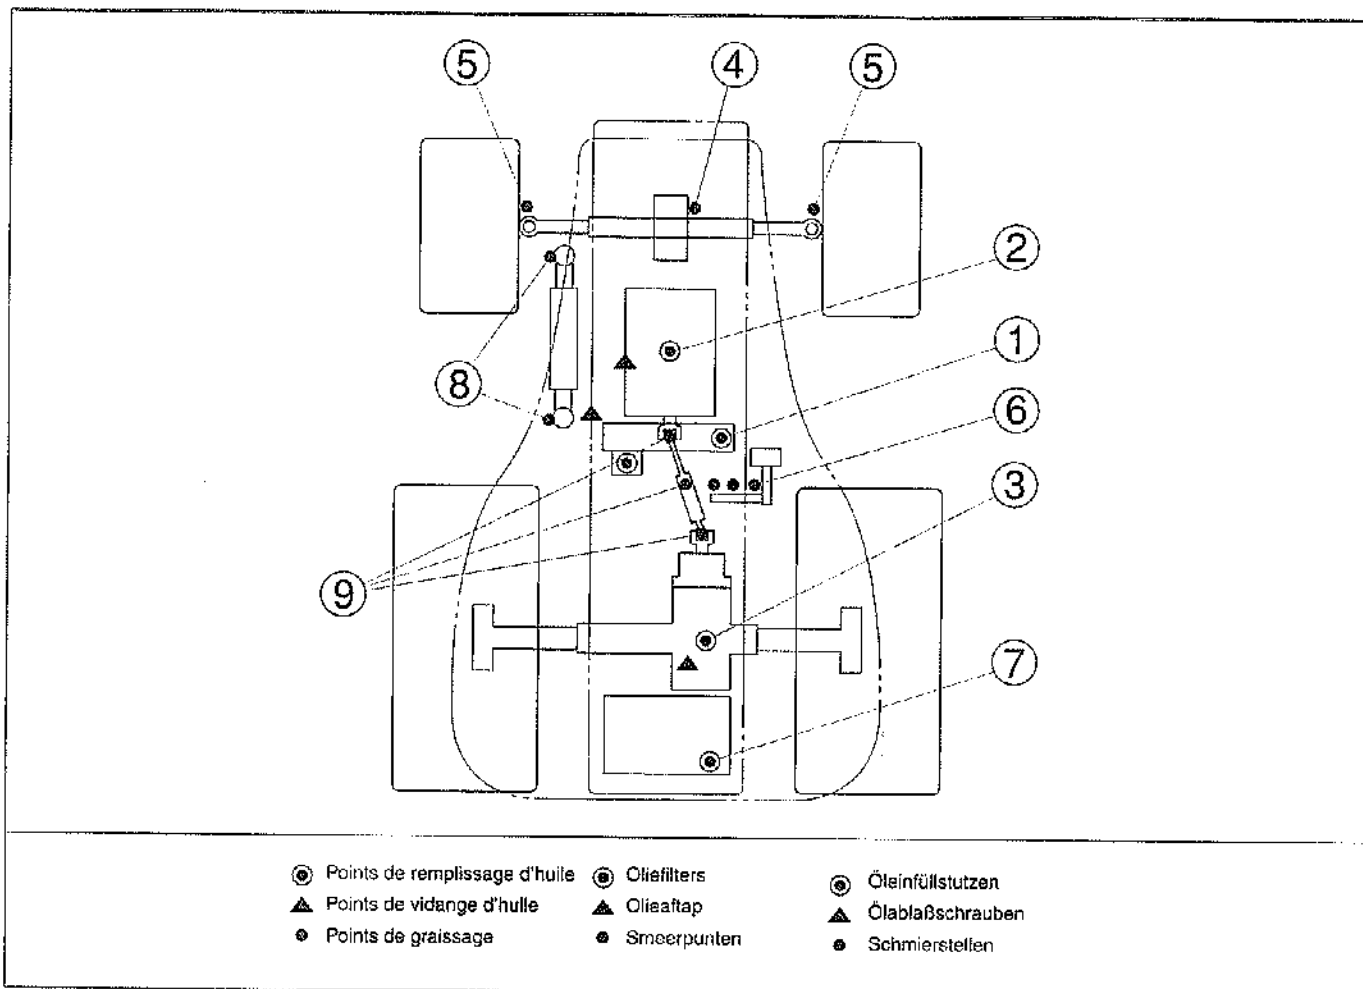 5
4
5
2
1
8
6
3
9
7
Points de remplissage d'huile
Points de vidange d'hulle
Points de graissage
Oliefilters
Olieaftap
Smeerpunten
Öleinfüllstutzen
Ölablaßschrauben
Schmierstellen